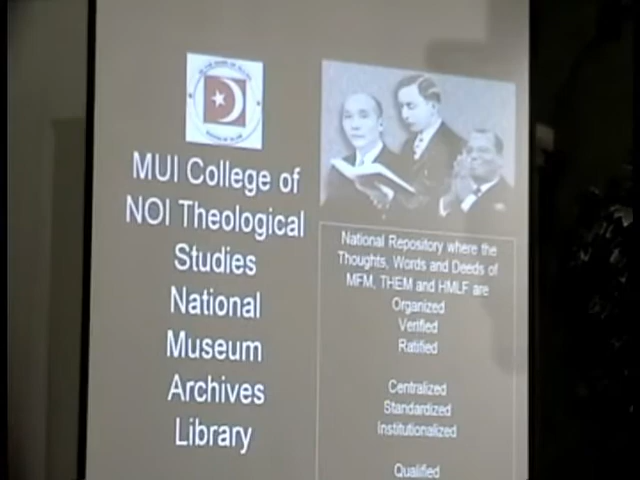 MUI College of
NOI Theological
Studies
National
Museum
Archives
Library
National Repository where the
Thoughts, Words and Deeds of
MFM, THEM and HMLF are
Organized
Verified
Ratified
Centralized
Standardized
Institutionalized
Qualified